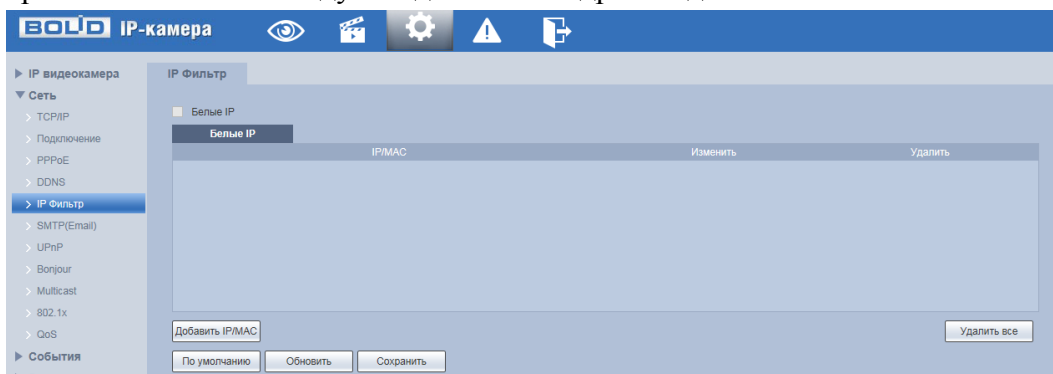 BOLID IP-камера
IP видеокамера
Сеть
TCP/IP
Подключение
PPPoE
DDNS
IP Фильтр
SMTP(Email)
UPnP
Bonjour
Multicast
802.1x
QoS
События
IP Фильтр
Белые IP
Белые IP
IP/MAC Изменить Удалить
Добавить IP/MAC Удалить все
По умолчанию Обновить Сохранить